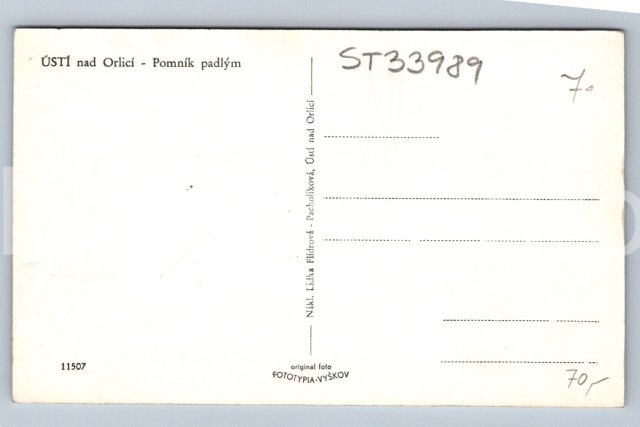 ÚSTÍ nad Orlicí - Pomník padlým
ST33989
7.
Nákl. Lidka Flídrová - Pacholíková, Ústí nad Orlicí
11507
original foto
FOTOTYPIA-VYŠKOV
70,-